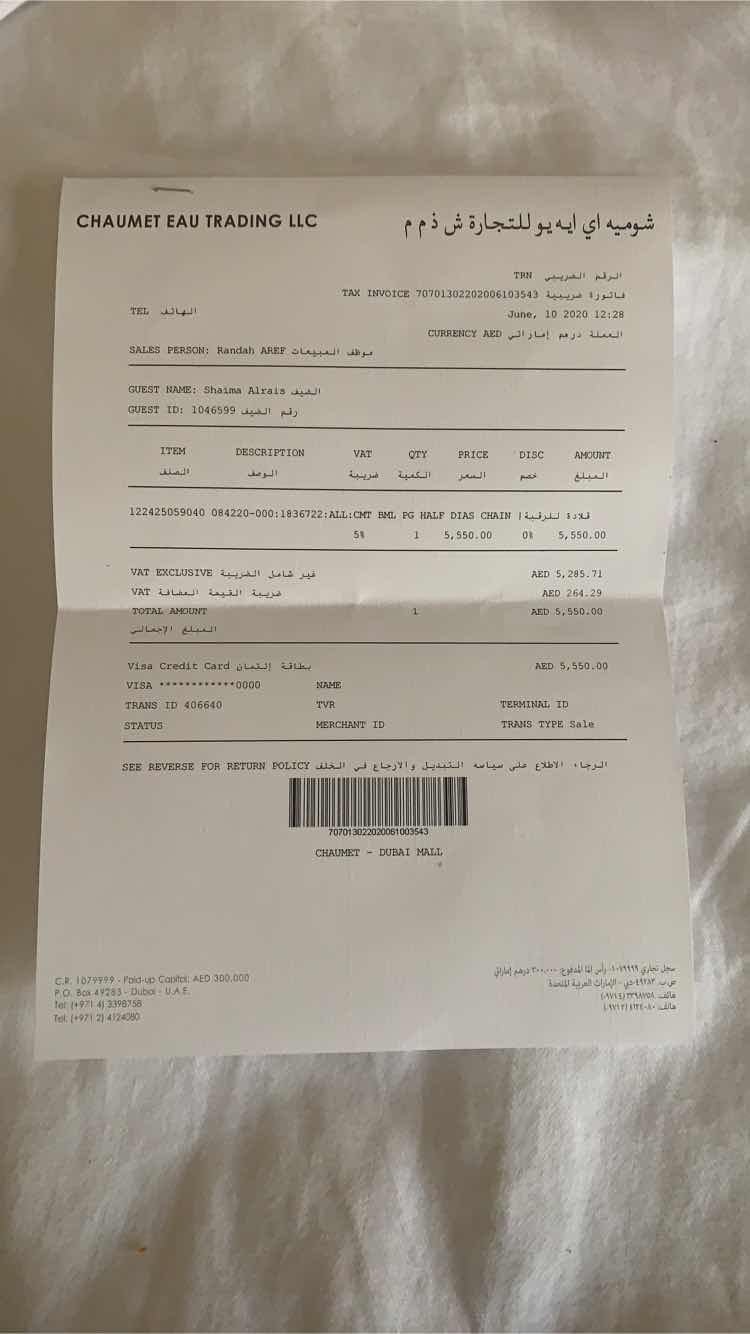 CHAUMET EAU TRADING LLC شوميه اي ايه يو للتجارة ش ذ م م
TRN الرقم الضريبي
TAX INVOICE 70701302202006103543 فاتورة ضريبية
TEL الهاتف June, 10 2020 12:28
CURRENCY AED العملة درهم إماراتي
SALES PERSON: Randah AREF موظف المبيعات
GUEST NAME: Shaima Alrais الضيف
GUEST ID: 1046599 رقم الضيف
ITEM DESCRIPTION VAT QTY PRICE DISC AMOUNT
الصنف الوصف ضريبة الكمية السعر خصم المبلغ
122425059040 084220-000:1836722:ALL:CMT BML PG HALF DIAS CHAIN | قلادة للرقبة
5% 1 5,550.00 0% 5,550.00
VAT EXCLUSIVE غير شامل الضريبة AED 5,285.71
VAT ضريبة القيمة المضافة AED 264.29
TOTAL AMOUNT 1 AED 5,550.00
المبلغ الإجمالي
Visa Credit Card بطاقة إئتمان AED 5,550.00
VISA ************0000 NAME
TRANS ID 406640 TVR TERMINAL ID
STATUS MERCHANT ID TRANS TYPE Sale
SEE REVERSE FOR RETURN POLICY الرجاء الاطلاع على سياسه التبديل والارجاع في الخلف
70701302202061003543
CHAUMET - DUBAI MALL
C.R. 1079999 - Paid-up Capital: AED 300,000
P.O. Box 49283 - Dubai - U.A.E.
Tel: (+971 4) 3398758
Tel: (+971 2) 4124080
سجل تجاري ١٠٧٩٩٩٩ - رأس المال المدفوع: ٣٠٠،٠٠٠ درهم إماراتي
ص.ب. ٤٩٢٨٣ - دبي - الإمارات العربية المتحدة
هاتف: ٣٣٩٨٧٥٨ (٩٧١٤+)
هاتف: ٤١٢٤٠٨٠ (٩٧١٢+)